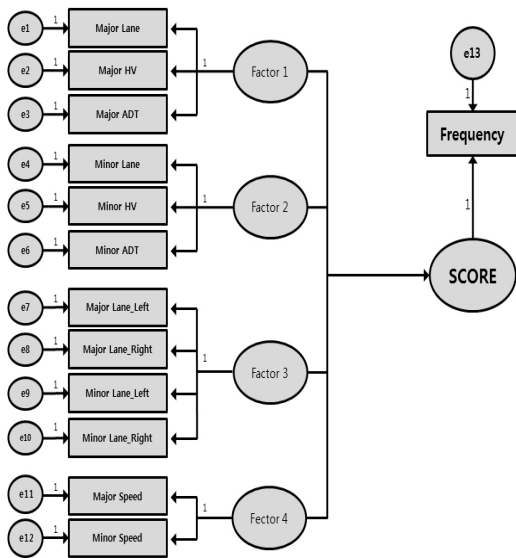 e1 1 Major Lane
e2 1 Major HV 1 Factor 1
e3 1 Major ADT
e4 1 Minor Lane
e5 1 Minor HV 1 Factor 2
e6 1 Minor ADT
e7 1 Major Lane_Left
e8 1 Major Lane_Right 1 Factor 3
e9 1 Minor Lane_Left
e10 1 Minor Lane_Right
e11 1 Major Speed 1 Fector 4
e12 1 Minor Speed
e13
1
Frequency
1
SCORE